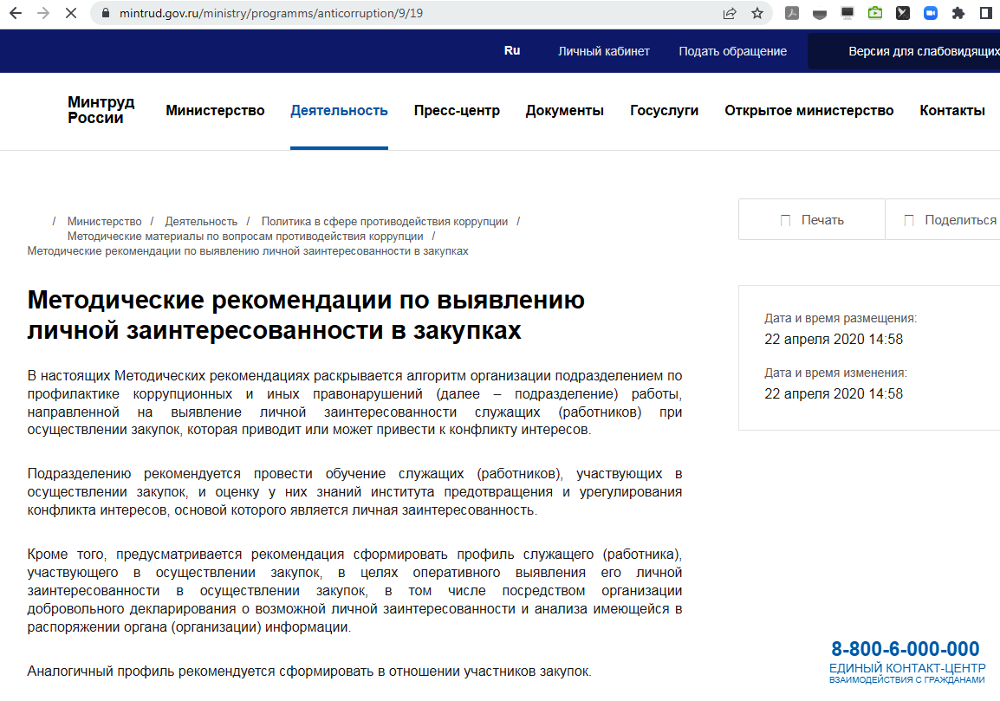 mintrud.gov.ru/ministry/programms/anticorruption/9/19
Ru
Личный кабинет
Подать обращение
Версия для слабовидящих
Минтруд
России
Министерство
Деятельность
Пресс-центр
Документы
Госуслуги
Открытое министерство
Контакты
/ Министерство / Деятельность / Политика в сфере противодействия коррупции /
Методические материалы по вопросам противодействия коррупции /
Методические рекомендации по выявлению личной заинтересованности в закупках
Печать
Поделиться
Методические рекомендации по выявлению
личной заинтересованности в закупках
Дата и время размещения:
22 апреля 2020 14:58
Дата и время изменения:
22 апреля 2020 14:58
В настоящих Методических рекомендациях раскрывается алгоритм организации подразделением по
профилактике коррупционных и иных правонарушений (далее – подразделение) работы,
направленной на выявление личной заинтересованности служащих (работников) при
осуществлении закупок, которая приводит или может привести к конфликту интересов.
Подразделению рекомендуется провести обучение служащих (работников), участвующих в
осуществлении закупок, и оценку у них знаний института предотвращения и урегулирования
конфликта интересов, основой которого является личная заинтересованность.
Кроме того, предусматривается рекомендация сформировать профиль служащего (работника),
участвующего в осуществлении закупок, в целях оперативного выявления его личной
заинтересованности в осуществлении закупок, в том числе посредством организации
добровольного декларирования о возможной личной заинтересованности и анализа имеющейся в
распоряжении органа (организации) информации.
Аналогичный профиль рекомендуется сформировать в отношении участников закупок.
8-800-6-000-000
ЕДИНЫЙ КОНТАКТ-ЦЕНТР
ВЗАИМОДЕЙСТВИЯ С ГРАЖДАНАМИ